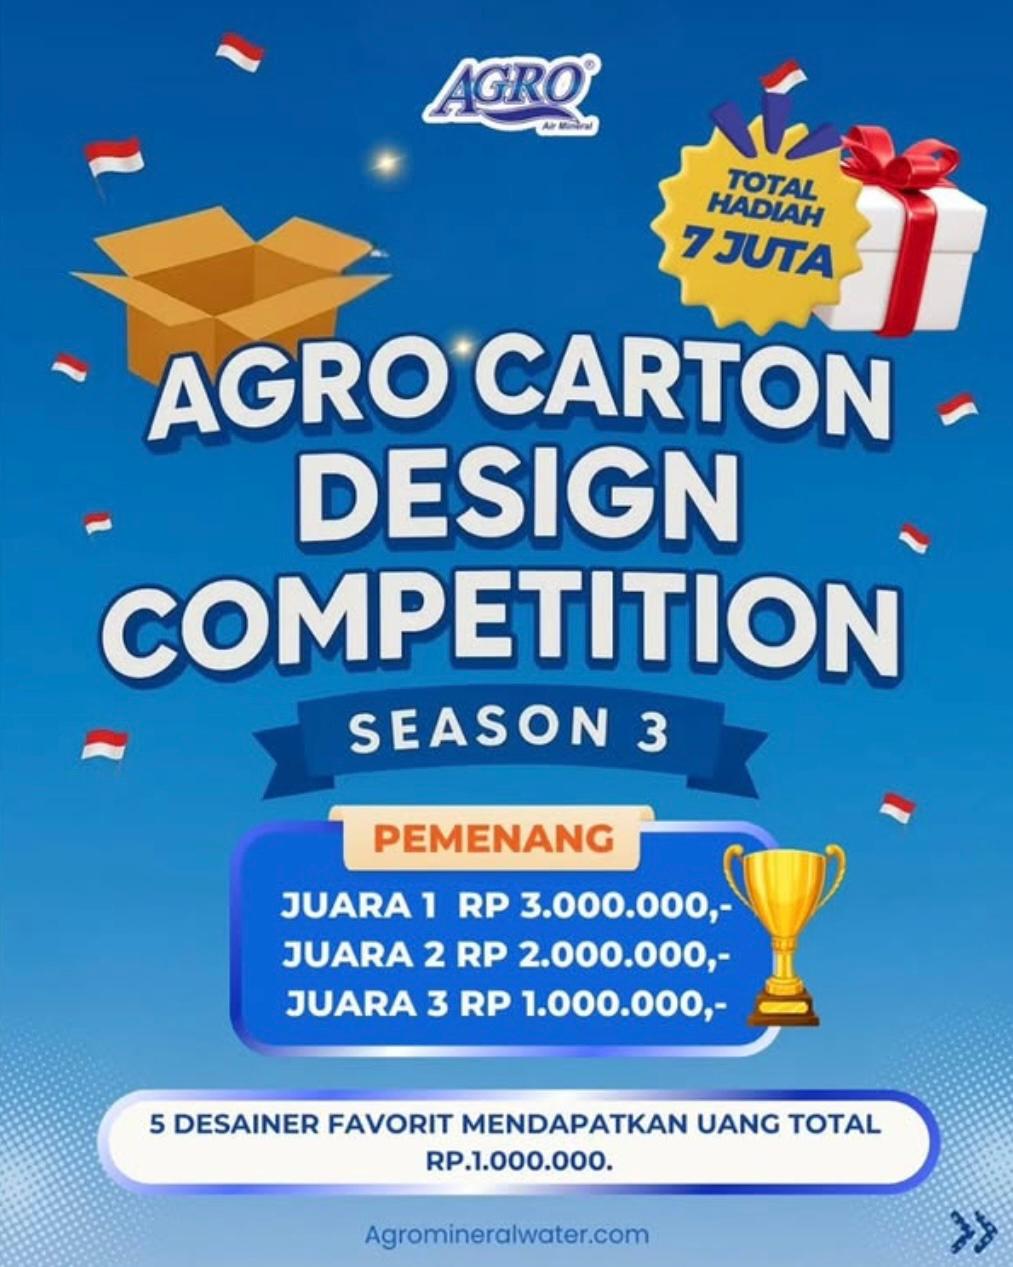 AGRO®
Air Mineral
TOTAL
HADIAH
7 JUTA
AGRO CARTON
DESIGN
COMPETITION
SEASON 3
PEMENANG
JUARA 1 RP 3.000.000,-
JUARA 2 RP 2.000.000,-
JUARA 3 RP 1.000.000,-
5 DESAINER FAVORIT MENDAPATKAN UANG TOTAL
RP.1.000.000.
Agromineralwater.com